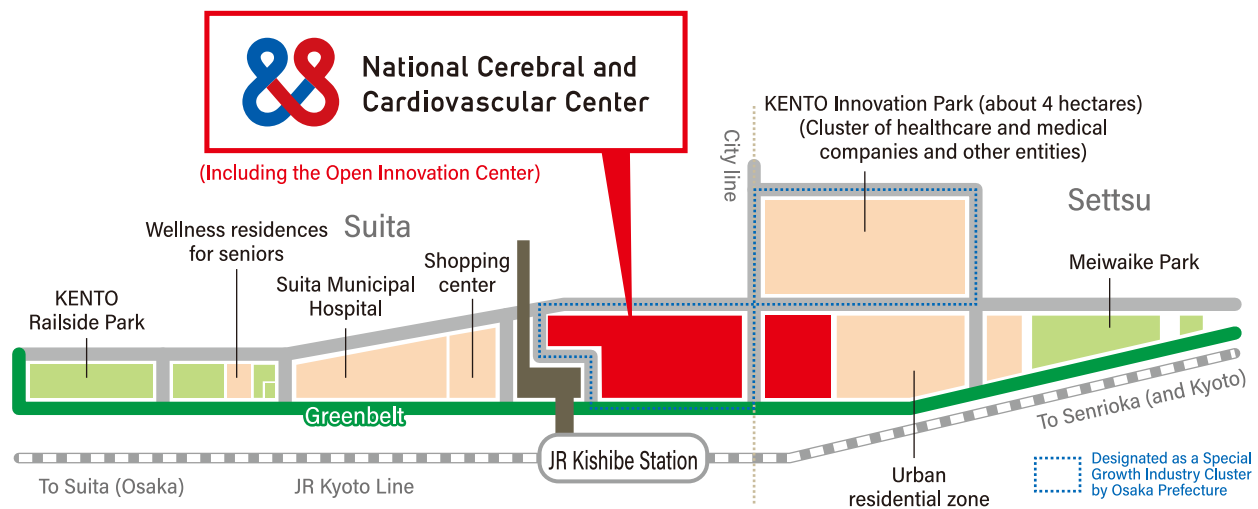 National Cerebral and
Cardiovascular Center
(Including the Open Innovation Center)
City line
KENTO Innovation Park (about 4 hectares)
(Cluster of healthcare and medical
companies and other entities)
Suita
Settsu
Wellness residences
for seniors
Shopping
center
Suita Municipal
Hospital
KENTO
Railside Park
Meiwaike Park
Greenbelt
To Senrioka (and Kyoto)
JR Kishibe Station
To Suita (Osaka)
JR Kyoto Line
Urban
residential zone
Designated as a Special
Growth Industry Cluster
by Osaka Prefecture